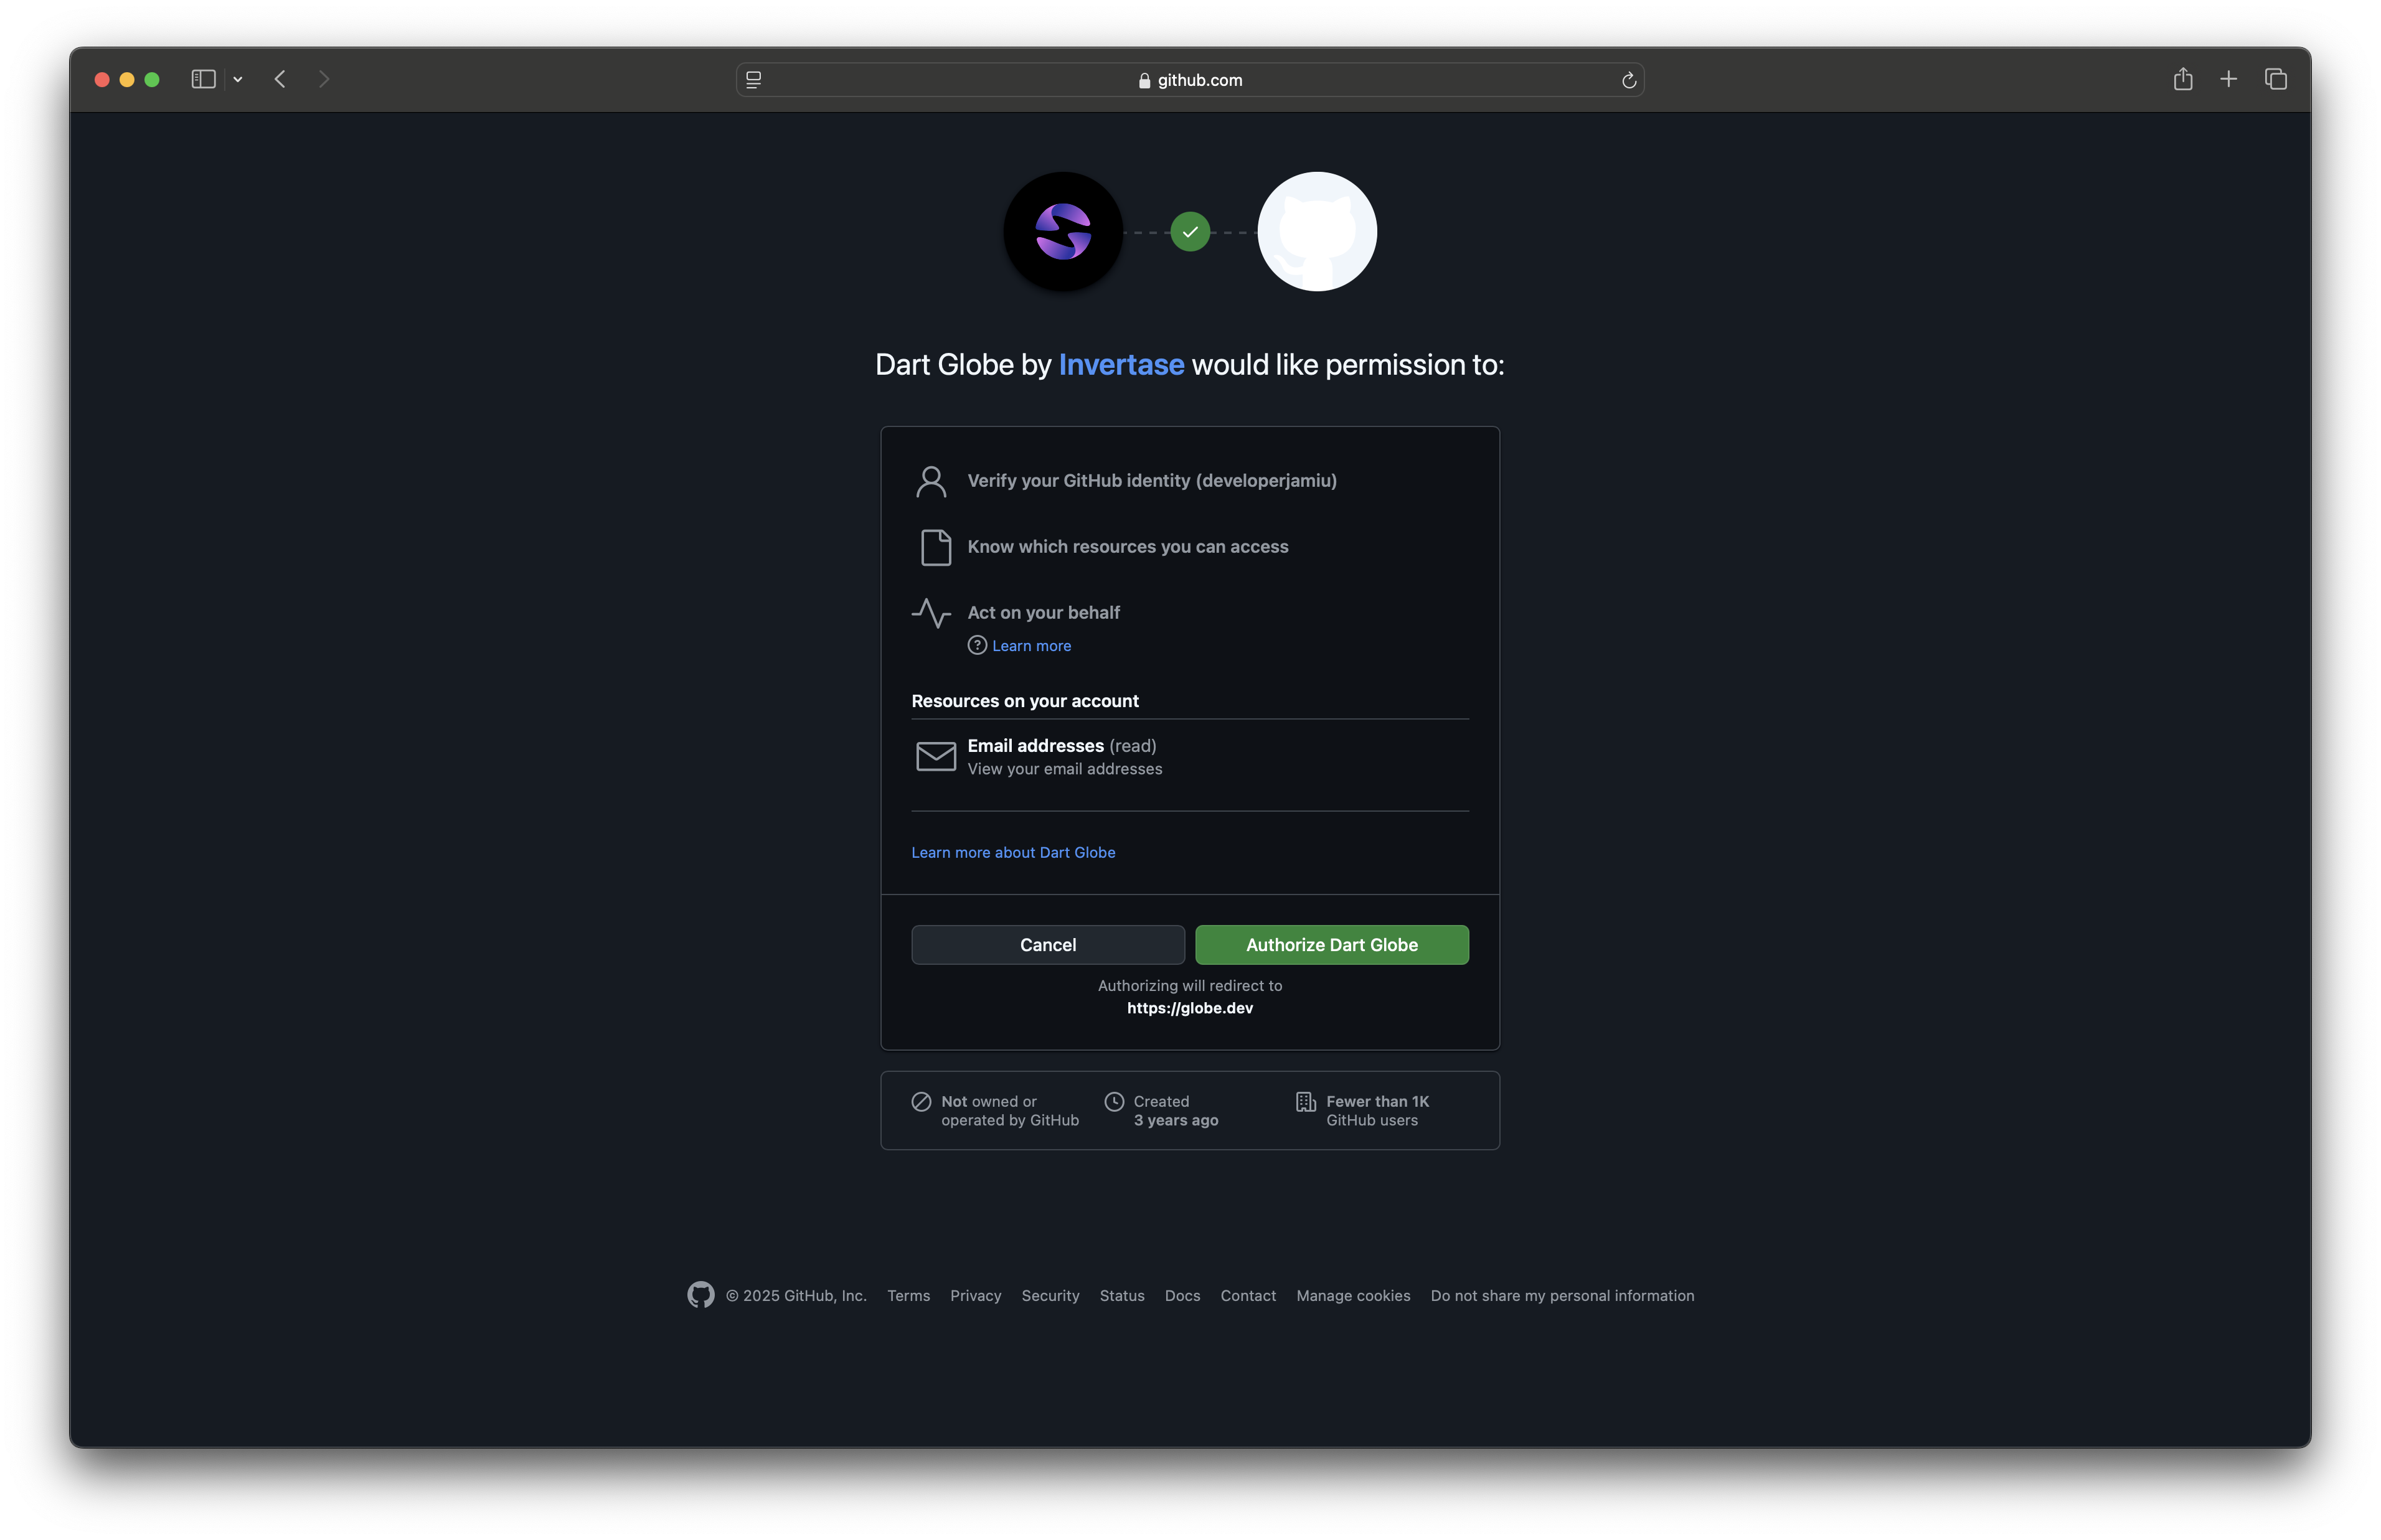 github.com
Dart Globe by Invertase would like permission to:
Verify your GitHub identity (developerjamiu)
Know which resources you can access
Act on your behalf
Learn more
Resources on your account
Email addresses (read)
View your email addresses
Learn more about Dart Globe
Cancel
Authorize Dart Globe
Authorizing will redirect to
https://globe.dev
Not owned or
operated by GitHub
Created
3 years ago
Fewer than 1K
GitHub users
© 2025 GitHub, Inc. Terms Privacy Security Status Docs Contact Manage cookies Do not share my personal information